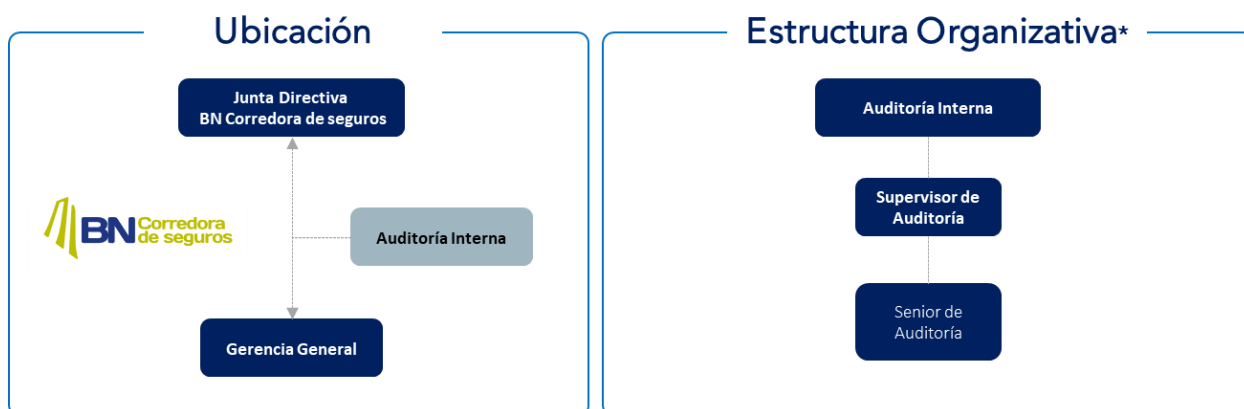 Ubicación
Junta Directiva
BN Corredora de seguros
BN Corredora
de seguros
Auditoría Interna
Gerencia General
Estructura Organizativa*
Auditoría Interna
Supervisor de
Auditoría
Senior de
Auditoría